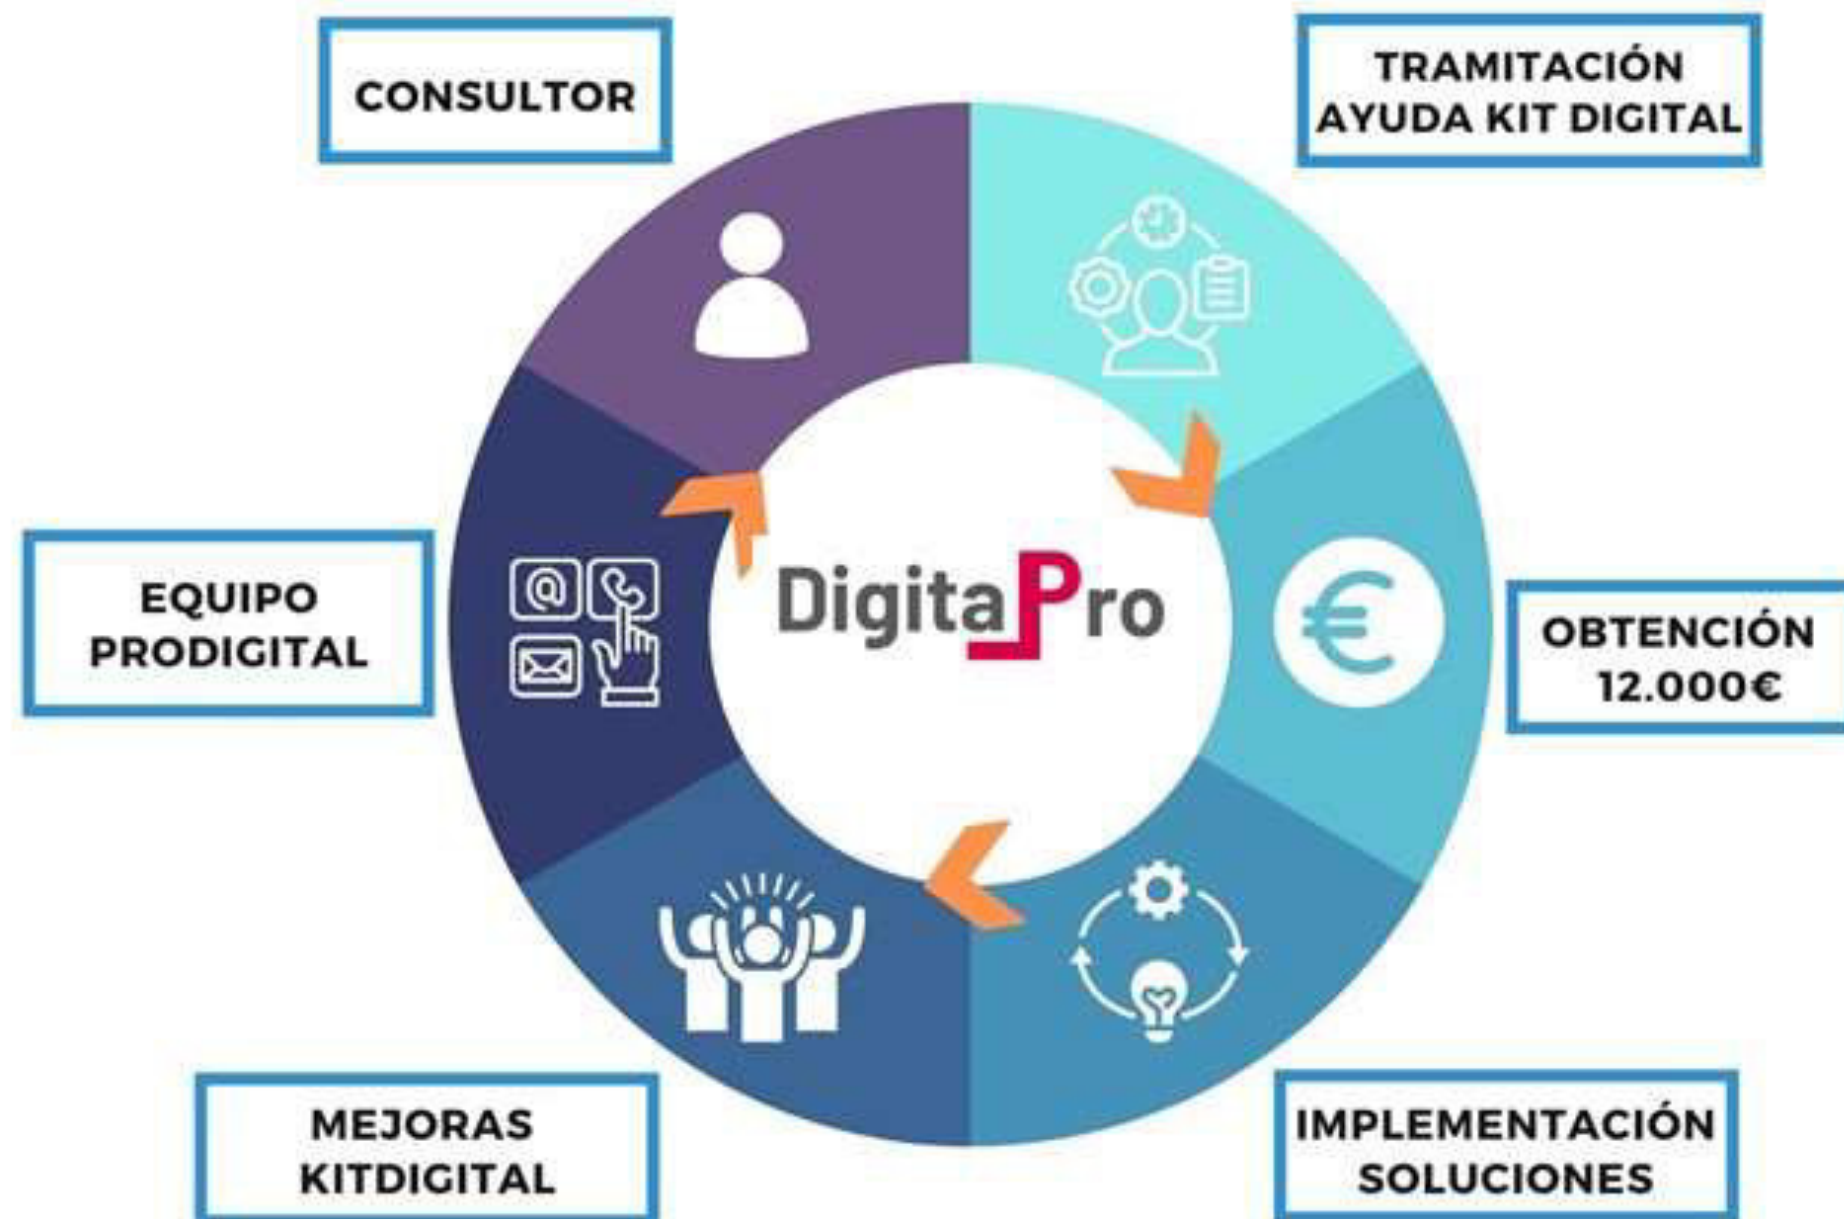 CONSULTOR
TRAMITACIÓN
AYUDA KIT DIGITAL
EQUIPO
PRODIGITAL
DigitaPro
OBTENCIÓN
12.000€
MEJORAS
KITDIGITAL
IMPLEMENTACIÓN
SOLUCIONES